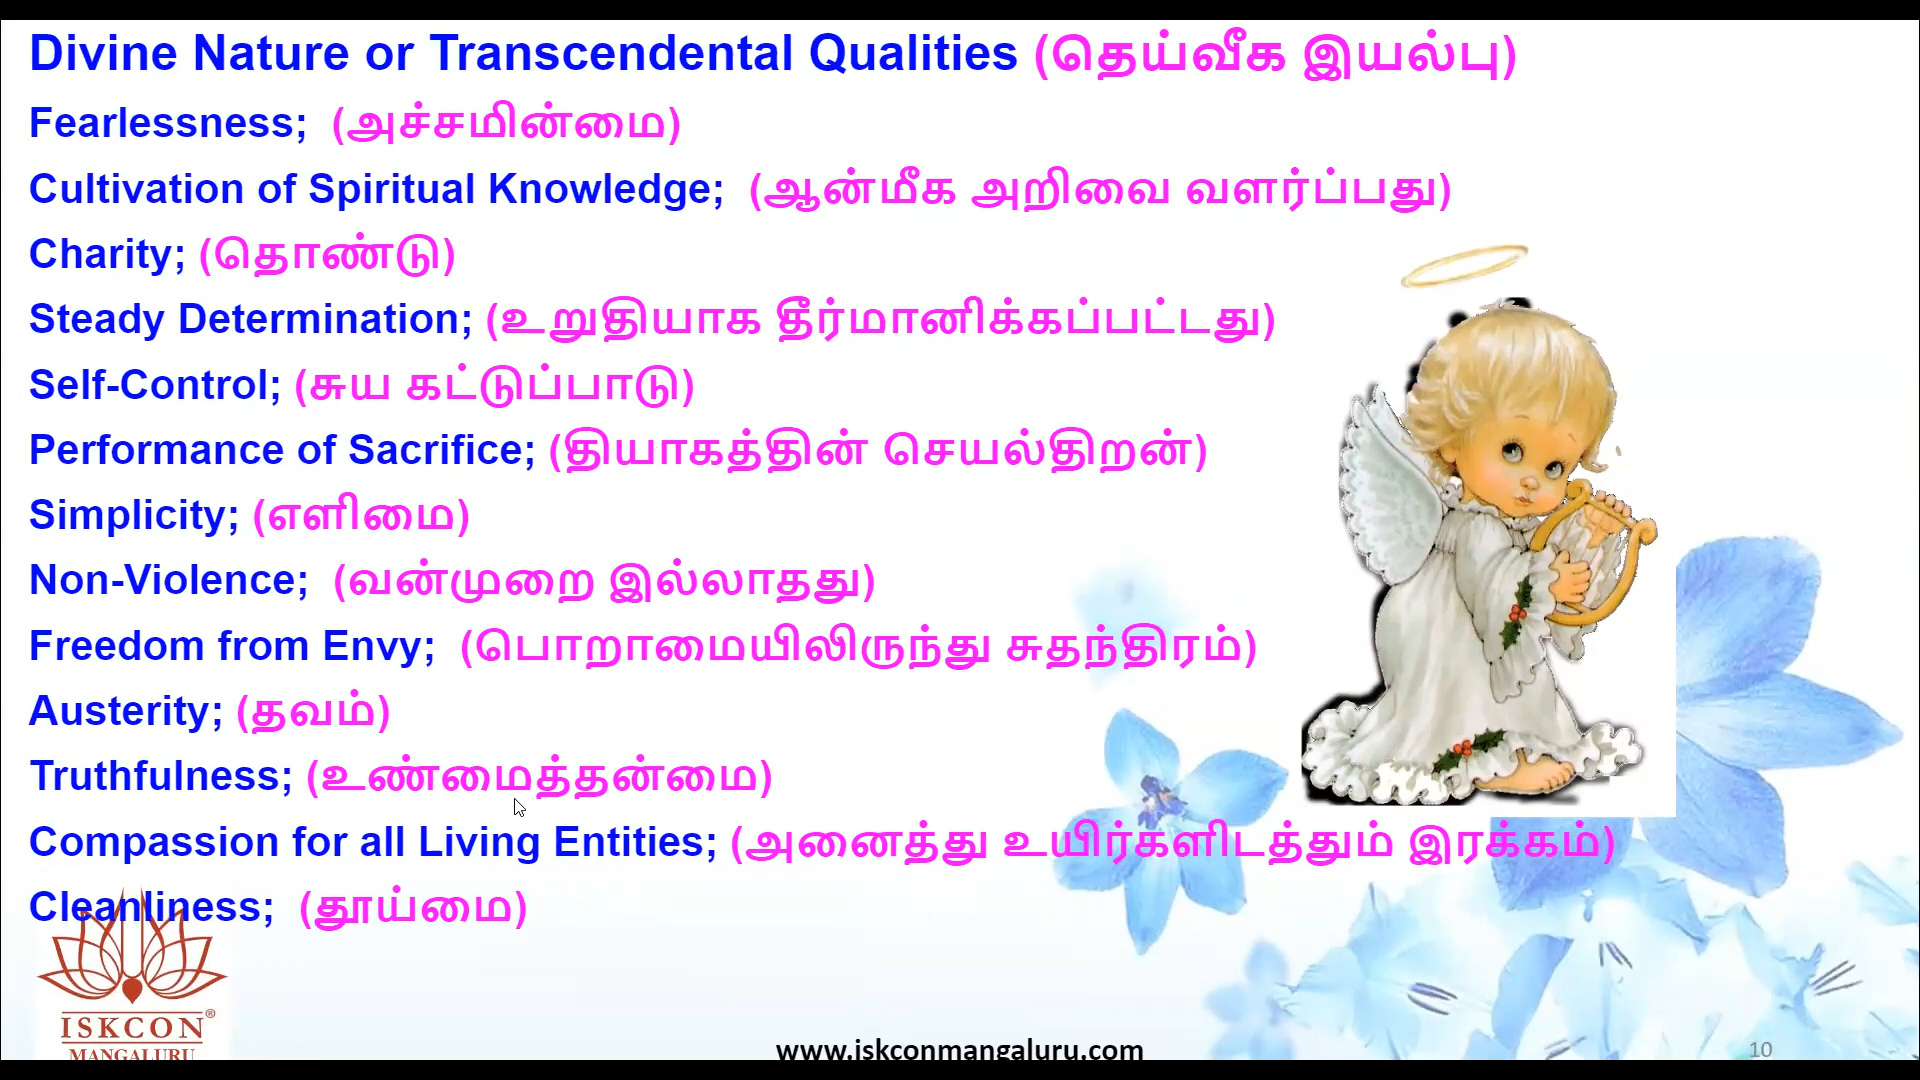 Divine Nature or Transcendental Qualities (தெய்வீக இயல்பு)
Fearlessness;  (அச்சமின்மை)
Cultivation of Spiritual Knowledge;  (ஆன்மீக அறிவை வளர்ப்பது)
Charity; (தொண்டு)
Steady Determination; (உறுதியாக தீர்மானிக்கப்பட்டது)
Self-Control; (சுய கட்டுப்பாடு)
Performance of Sacrifice; (தியாகத்தின் செயல்திறன்)
Simplicity; (எளிமை)
Non-Violence;  (வன்முறை இல்லாதது)
Freedom from Envy;  (பொறாமையிலிருந்து சுதந்திரம்)
Austerity; (தவம்)
Truthfulness; (உண்மைத்தன்மை)
Compassion for all Living Entities; (அனைத்து உயிர்களிடத்தும் இரக்கம்)
Cleanliness;  (தூய்மை)
ISKCON®
MANGALURU
www.iskconmangaluru.com
10